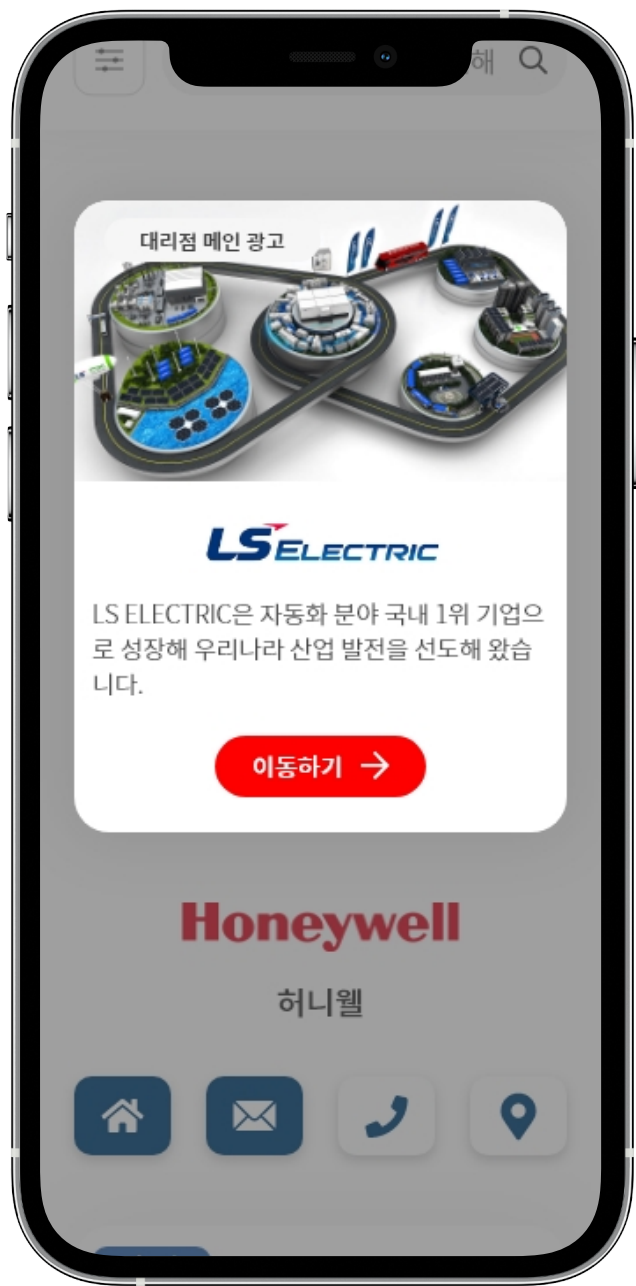 해
대리점 메인 광고
LS ELECTRIC
LS ELECTRIC은 자동화 분야 국내 1위 기업으
로 성장해 우리나라 산업 발전을 선도해 왔습
니다.
이동하기
Honeywell
허니웰